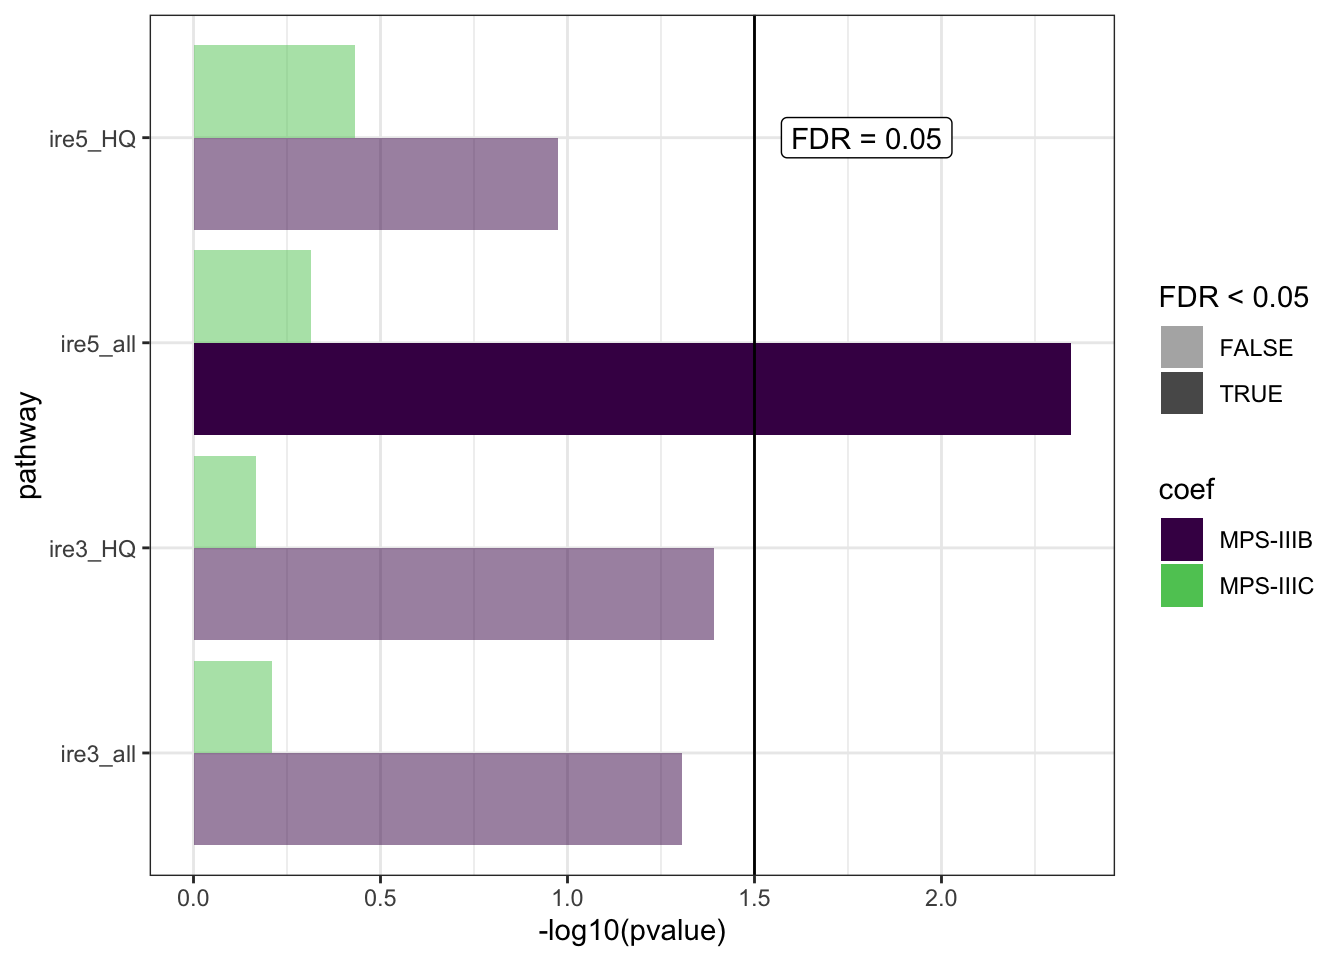 ire5_HQ
ire5_all
ire3_HQ
ire3_all
pathway
FDR = 0.05
0.0
0.5
1.0
1.5
2.0
-log10(pvalue)
FDR < 0.05
FALSE
TRUE
coef
MPS-IIIB
MPS-IIIC